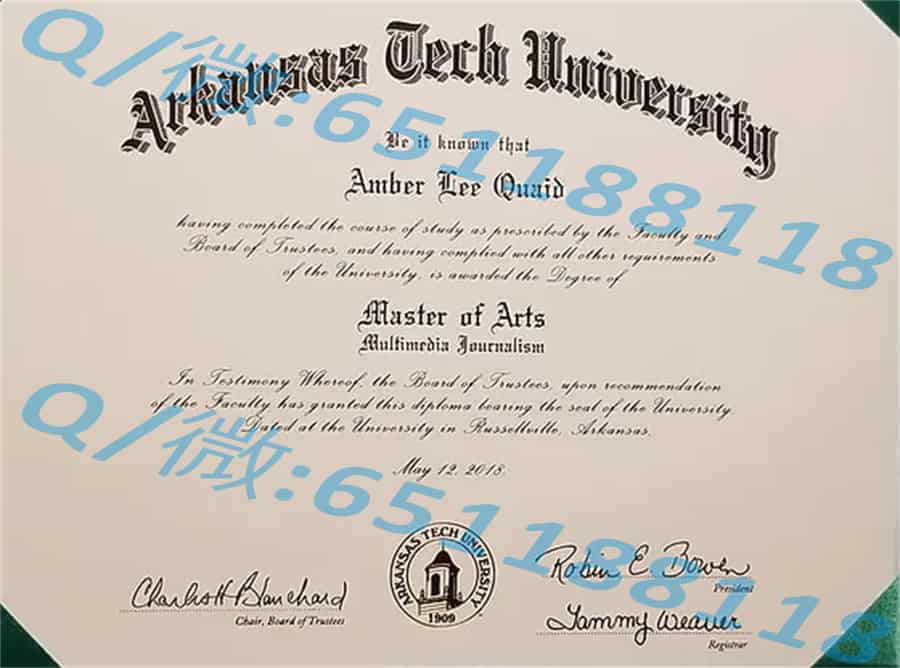 Arkansas Tech University
Be it known that
Amber Lee Quaid
having completed the course of study as prescribed by the Faculty and
Board of Trustees, and having complied with all other requirements
of the University, is awarded the Degree of
Master of Arts
Multimedia Journalism
In Testimony Whereof, the Board of Trustees, upon recommendation
of the Faculty has granted this diploma bearing the seal of the University
Dated at the University in Russellville, Arkansas,
May 12, 2018.
ARKANSAS TECH UNIVERSITY
1909
Charlott Blanchard
Chair, Board of Trustees
Robin E. Bowen
President
Tammy Weaver
Registrar
Q/微:651188118
Q/微:651188118